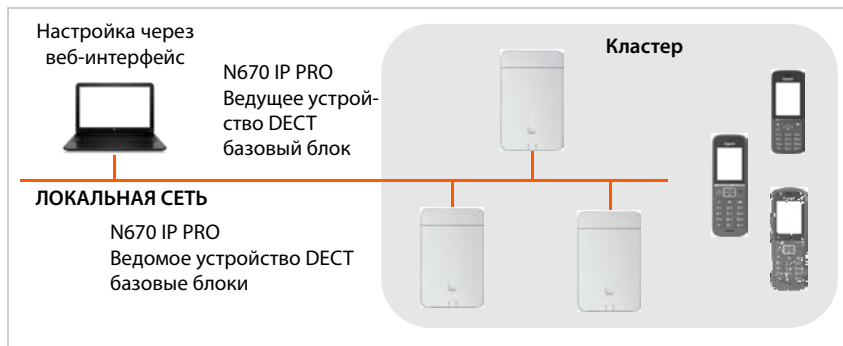 Настройка через
веб-интерфейс
N670 IP PRO
Ведущее устрой-
ство DECT
базовый блок
Кластер
ЛОКАЛЬНАЯ СЕТЬ
N670 IP PRO
Ведомое устройство DECT
базовые блоки